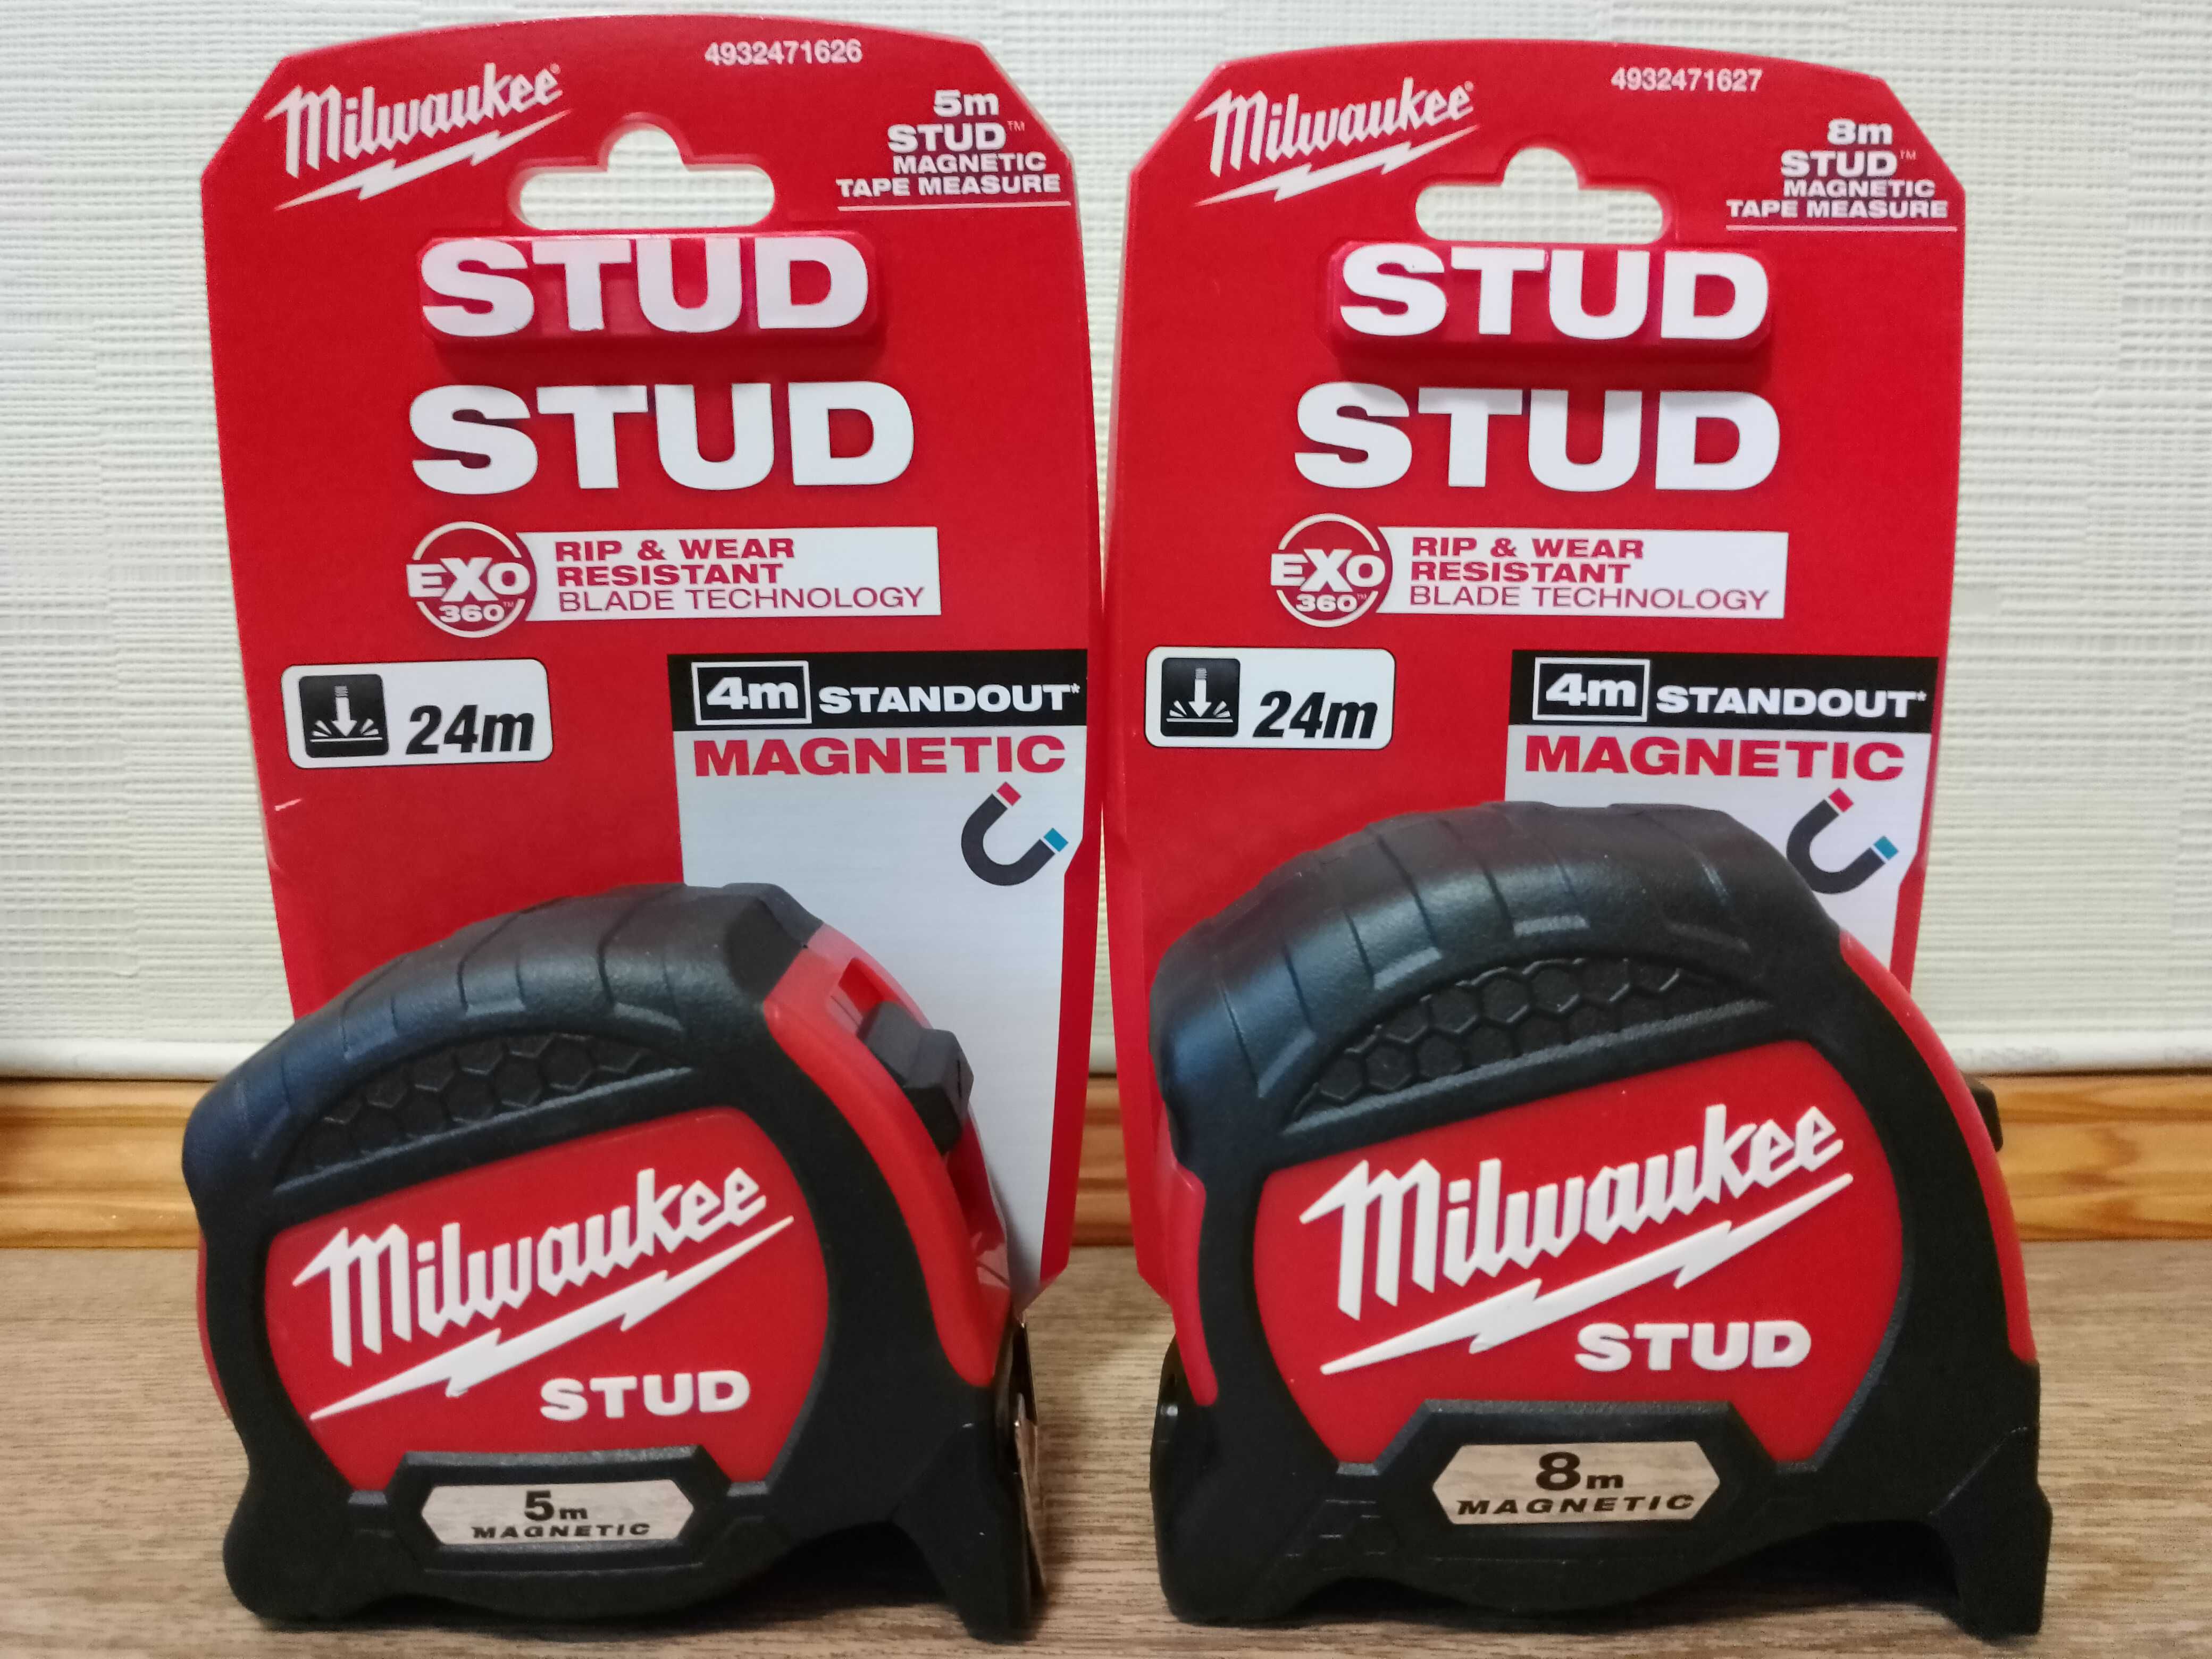 Milwaukee®
4932471626
5m
STUD™
MAGNETIC
TAPE MEASURE
STUD
STUD
EXO
360™
RIP & WEAR
RESISTANT
BLADE TECHNOLOGY
24m
4m STANDOUT*
MAGNETIC
Milwaukee
STUD
5m
MAGNETIC
Milwaukee®
4932471627
8m
STUD™
MAGNETIC
TAPE MEASURE
STUD
STUD
EXO
360™
RIP & WEAR
RESISTANT
BLADE TECHNOLOGY
24m
4m STANDOUT*
MAGNETIC
Milwaukee
STUD
8m
MAGNETIC